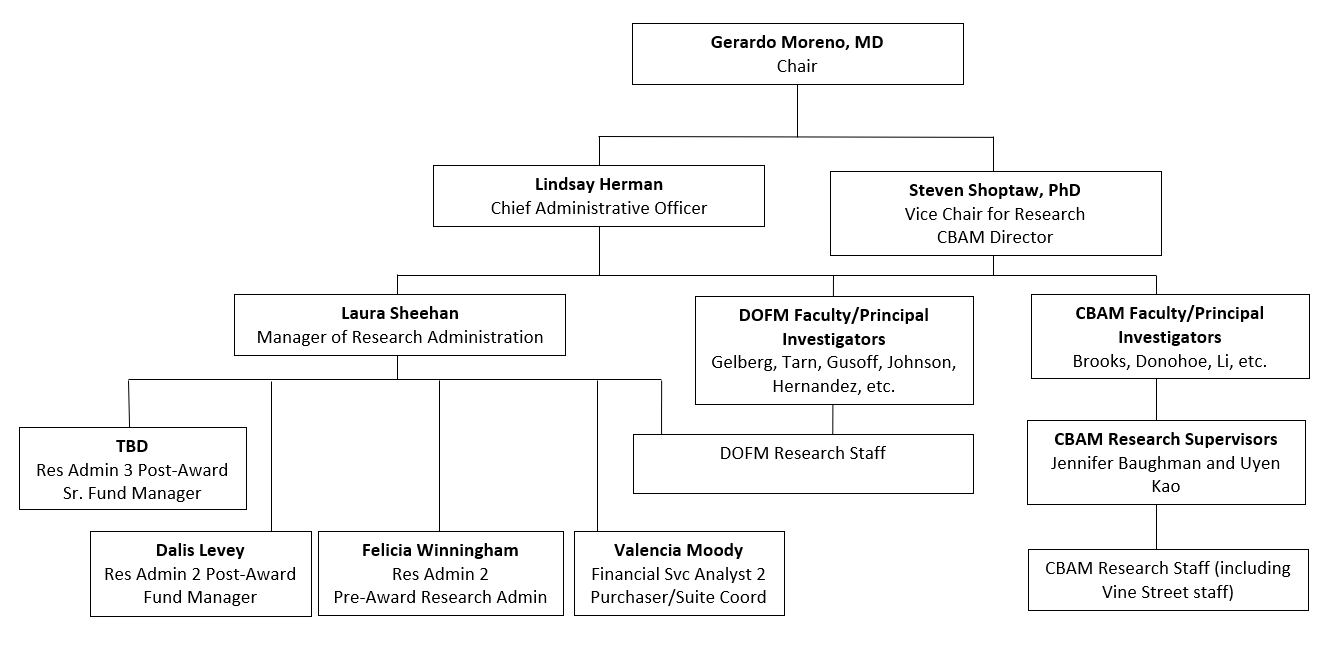 Gerardo Moreno, MD
Chair
Lindsay Herman
Chief Administrative Officer
Steven Shoptaw, PhD
Vice Chair for Research
CBAM Director
Laura Sheehan
Manager of Research Administration
DOFM Faculty/Principal
Investigators
Gelberg, Tarn, Gusoff, Johnson,
Hernandez, etc.
CBAM Faculty/Principal
Investigators
Brooks, Donohoe, Li, etc.
TBD
Res Admin 3 Post-Award
Sr. Fund Manager
DOFM Research Staff
CBAM Research Supervisors
Jennifer Baughman and Uyen
Kao
Dalis Levey
Res Admin 2 Post-Award
Fund Manager
Felicia Winningham
Res Admin 2
Pre-Award Research Admin
Valencia Moody
Financial Svc Analyst 2
Purchaser/Suite Coord
CBAM Research Staff (including
Vine Street staff)